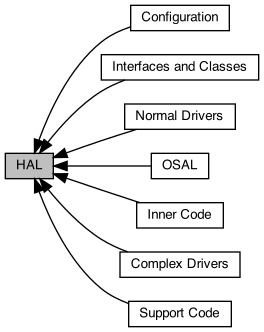 Configuration
Interfaces and Classes
Normal Drivers
HAL
OSAL
Inner Code
Complex Drivers
Support Code